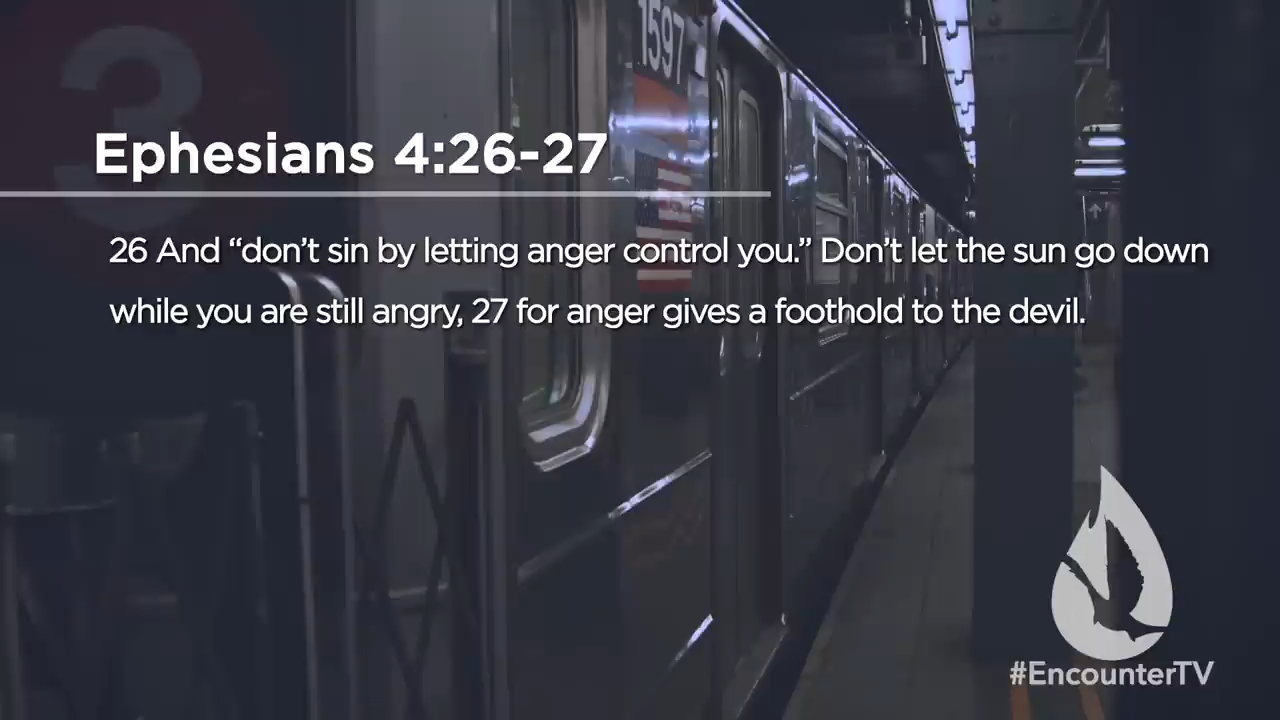 3
1597
Ephesians 4:26-27
26 And “don’t sin by letting anger control you.” Don’t let the sun go down
while you are still angry, 27 for anger gives a foothold to the devil.
#EncounterTV